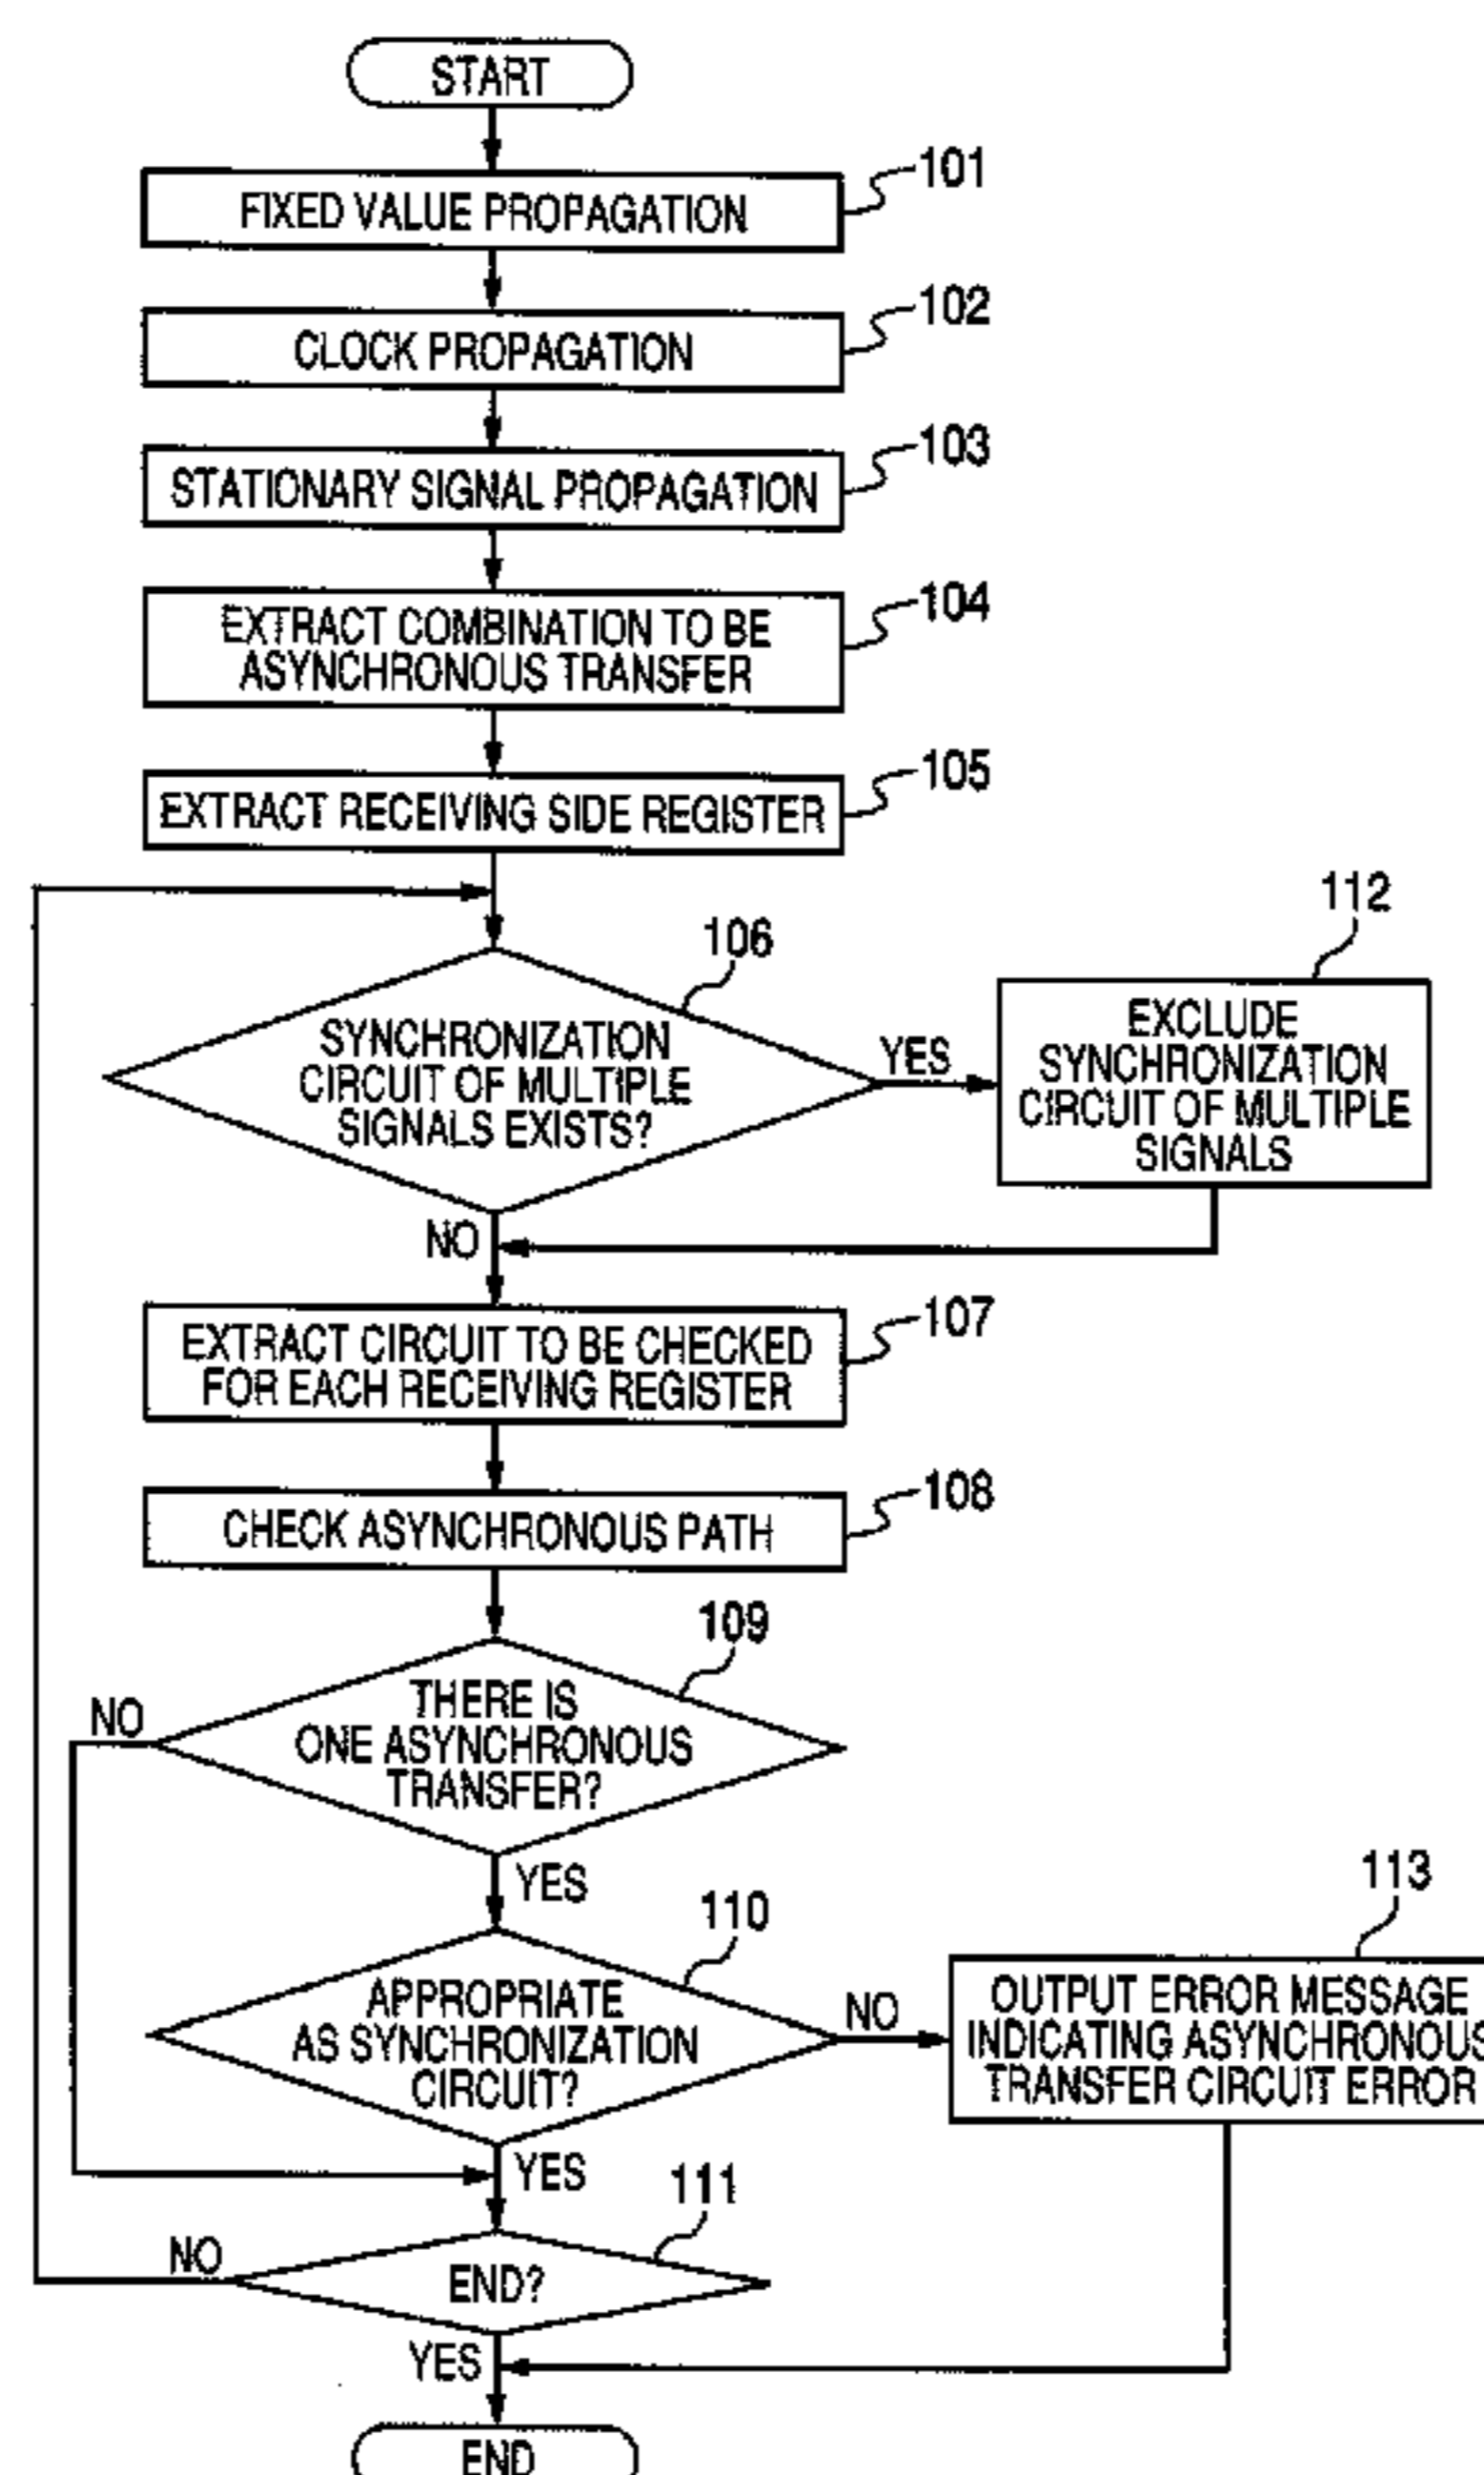 START
101
FIXED VALUE PROPAGATION
102
CLOCK PROPAGATION
103
STATIONARY SIGNAL PROPAGATION
104
EXTRACT COMBINATION TO BE
ASYNCHRONOUS TRANSFER
105
EXTRACT RECEIVING SIDE REGISTER
106
SYNCHRONIZATION
CIRCUIT OF MULTIPLE
SIGNALS EXISTS?
YES
112
EXCLUDE
SYNCHRONIZATION
CIRCUIT OF MULTIPLE
SIGNALS
NO
107
EXTRACT CIRCUIT TO BE CHECKED
FOR EACH RECEIVING REGISTER
108
CHECK ASYNCHRONOUS PATH
109
THERE IS
ONE ASYNCHRONOUS
TRANSFER?
NO
YES
110
APPROPRIATE
AS SYNCHRONIZATION
CIRCUIT?
NO
113
OUTPUT ERROR MESSAGE
INDICATING ASYNCHRONOUS
TRANSFER CIRCUIT ERROR
YES
111
END?
NO
YES
END